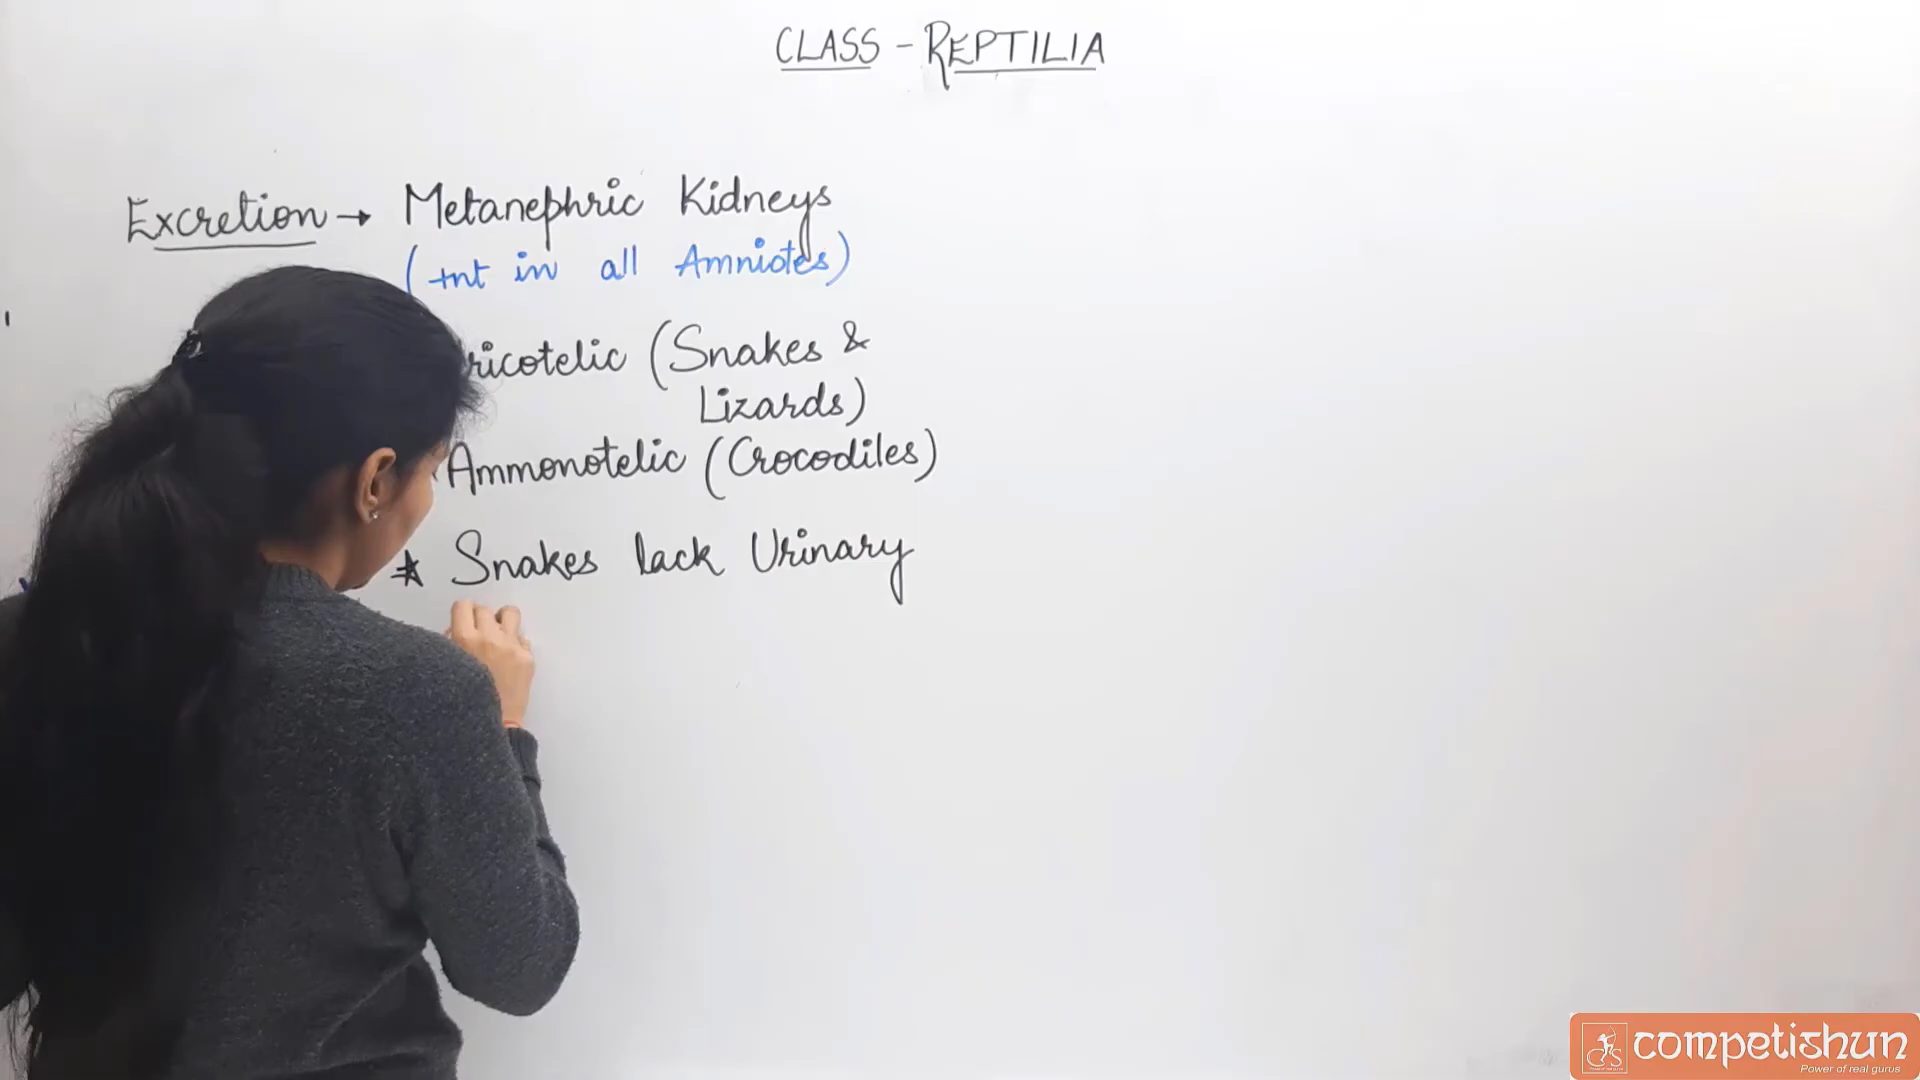 CLASS - REPTILIA
Excretion → Metanephric Kidneys
(+nt in all Amniotes)
ricotelic (Snakes &
Lizards)
Ammonotelic (Crocodiles)
★ Snakes lack Urinary
competishun
Power of real gurus